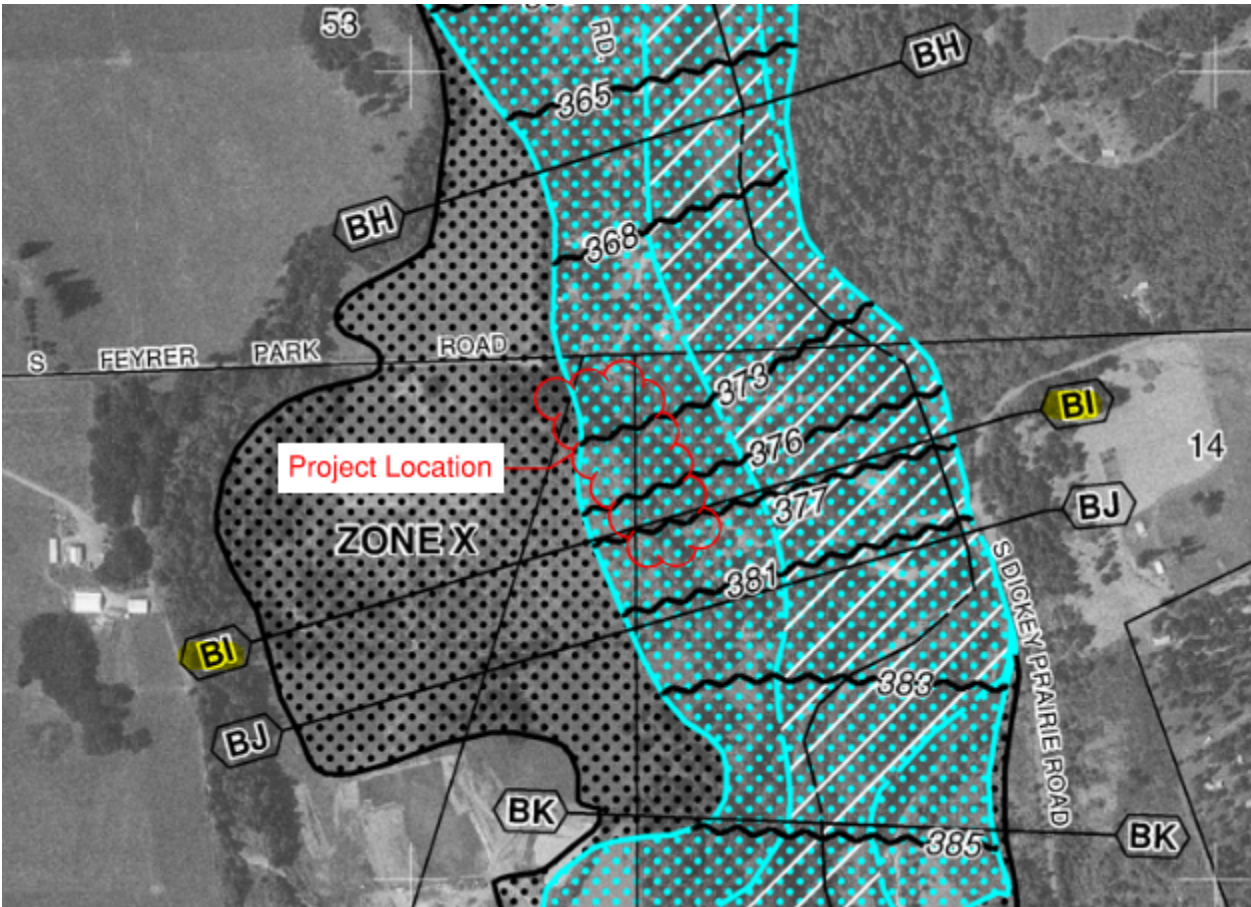 53
RD.
BH
365
BH
368
S FEYRER PARK ROAD
373
BI
376
14
Project Location
377
BJ
ZONE X
381
S DICKEY PRAIRIE ROAD
BI
383
BJ
BK
BK
385